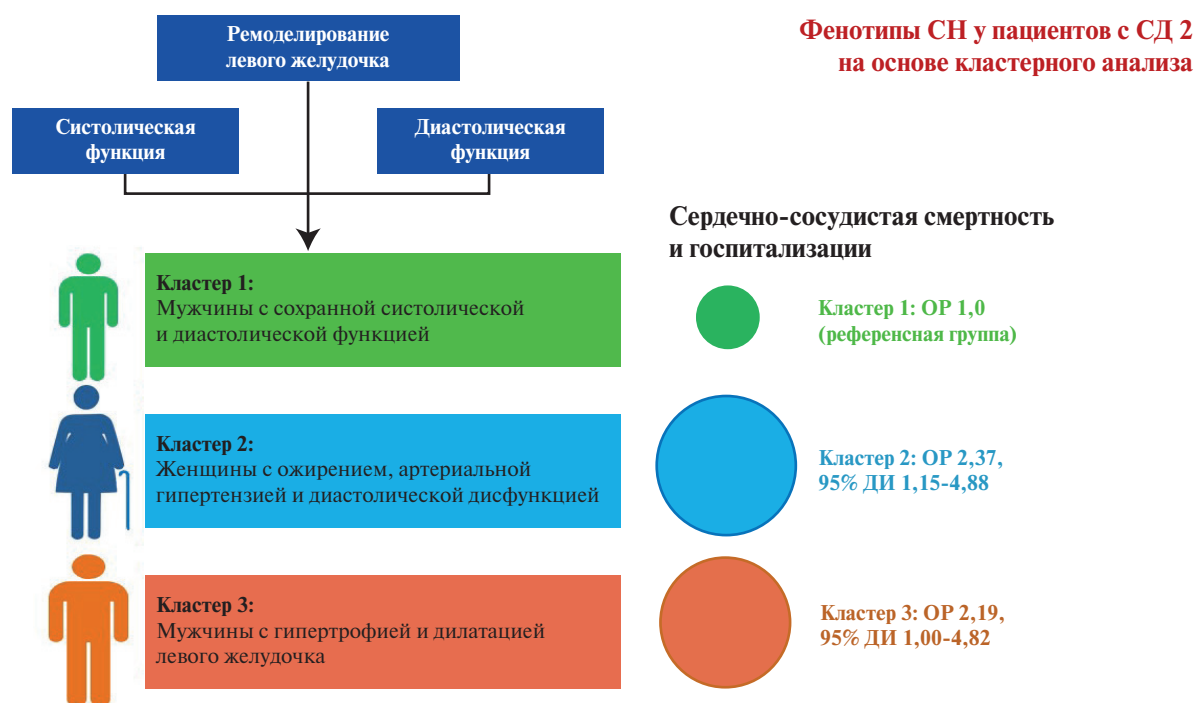 Ремоделирование
левого желудочка
Фенотипы СН у пациентов с СД 2
на основе кластерного анализа
Систолическая
функция
Диастолическая
функция
Сердечно-сосудистая смертность
и госпитализации
Кластер 1:
Мужчины с сохранной систолической
и диастолической функцией
Кластер 1: ОР 1,0
(референсная группа)
Кластер 2:
Женщины с ожирением, артериальной
гипертензией и диастолической дисфункцией
Кластер 2: ОР 2,37,
95% ДИ 1,15-4,88
Кластер 3:
Мужчины с гипертрофией и дилатацией
левого желудочка
Кластер 3: ОР 2,19,
95% ДИ 1,00-4,82